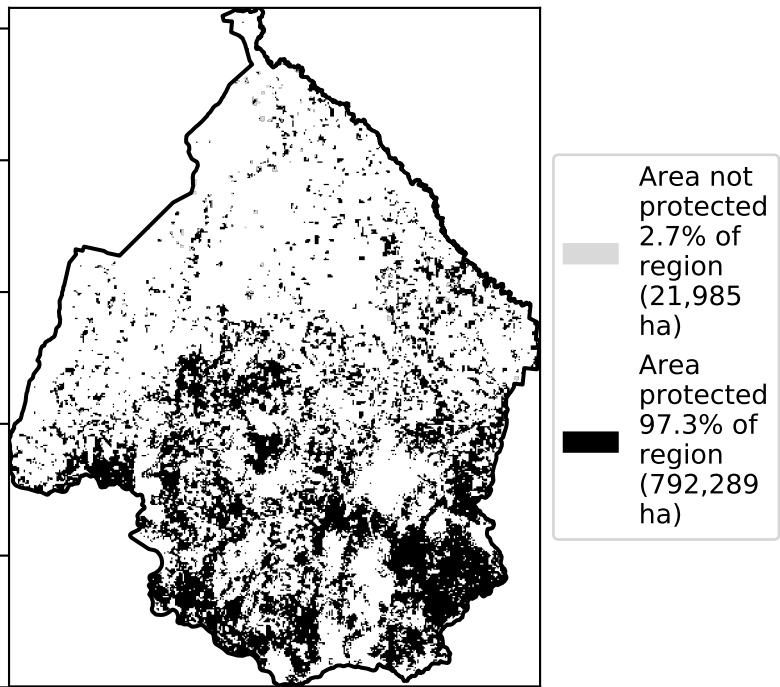 Area not
protected
2.7% of
region
(21,985
ha)
Area
protected
97.3% of
region
(792,289
ha)